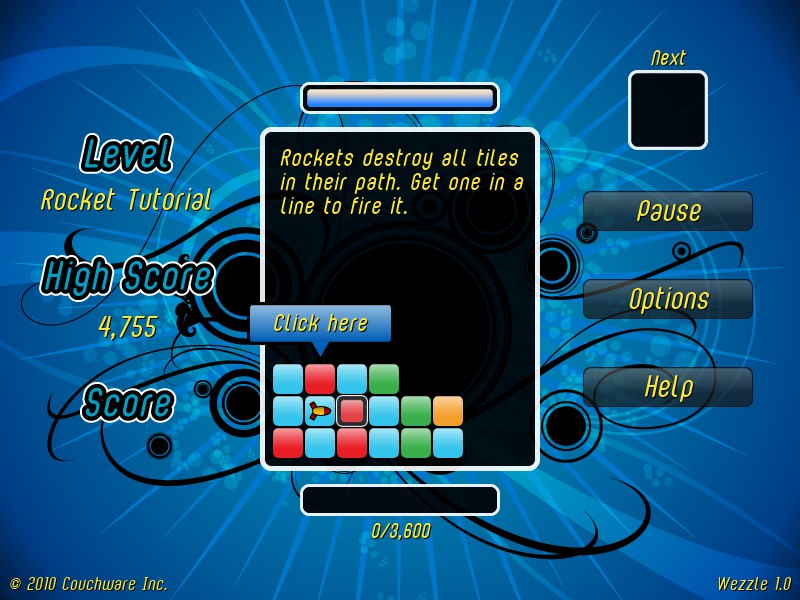 Next
Level
Rocket Tutorial
High Score
4,755
Score
Rockets destroy all tiles
in their path. Get one in a
line to fire it.
Click here
Pause
Options
Help
0/3,600
© 2010 Couchware Inc.
Wezzle 1.0